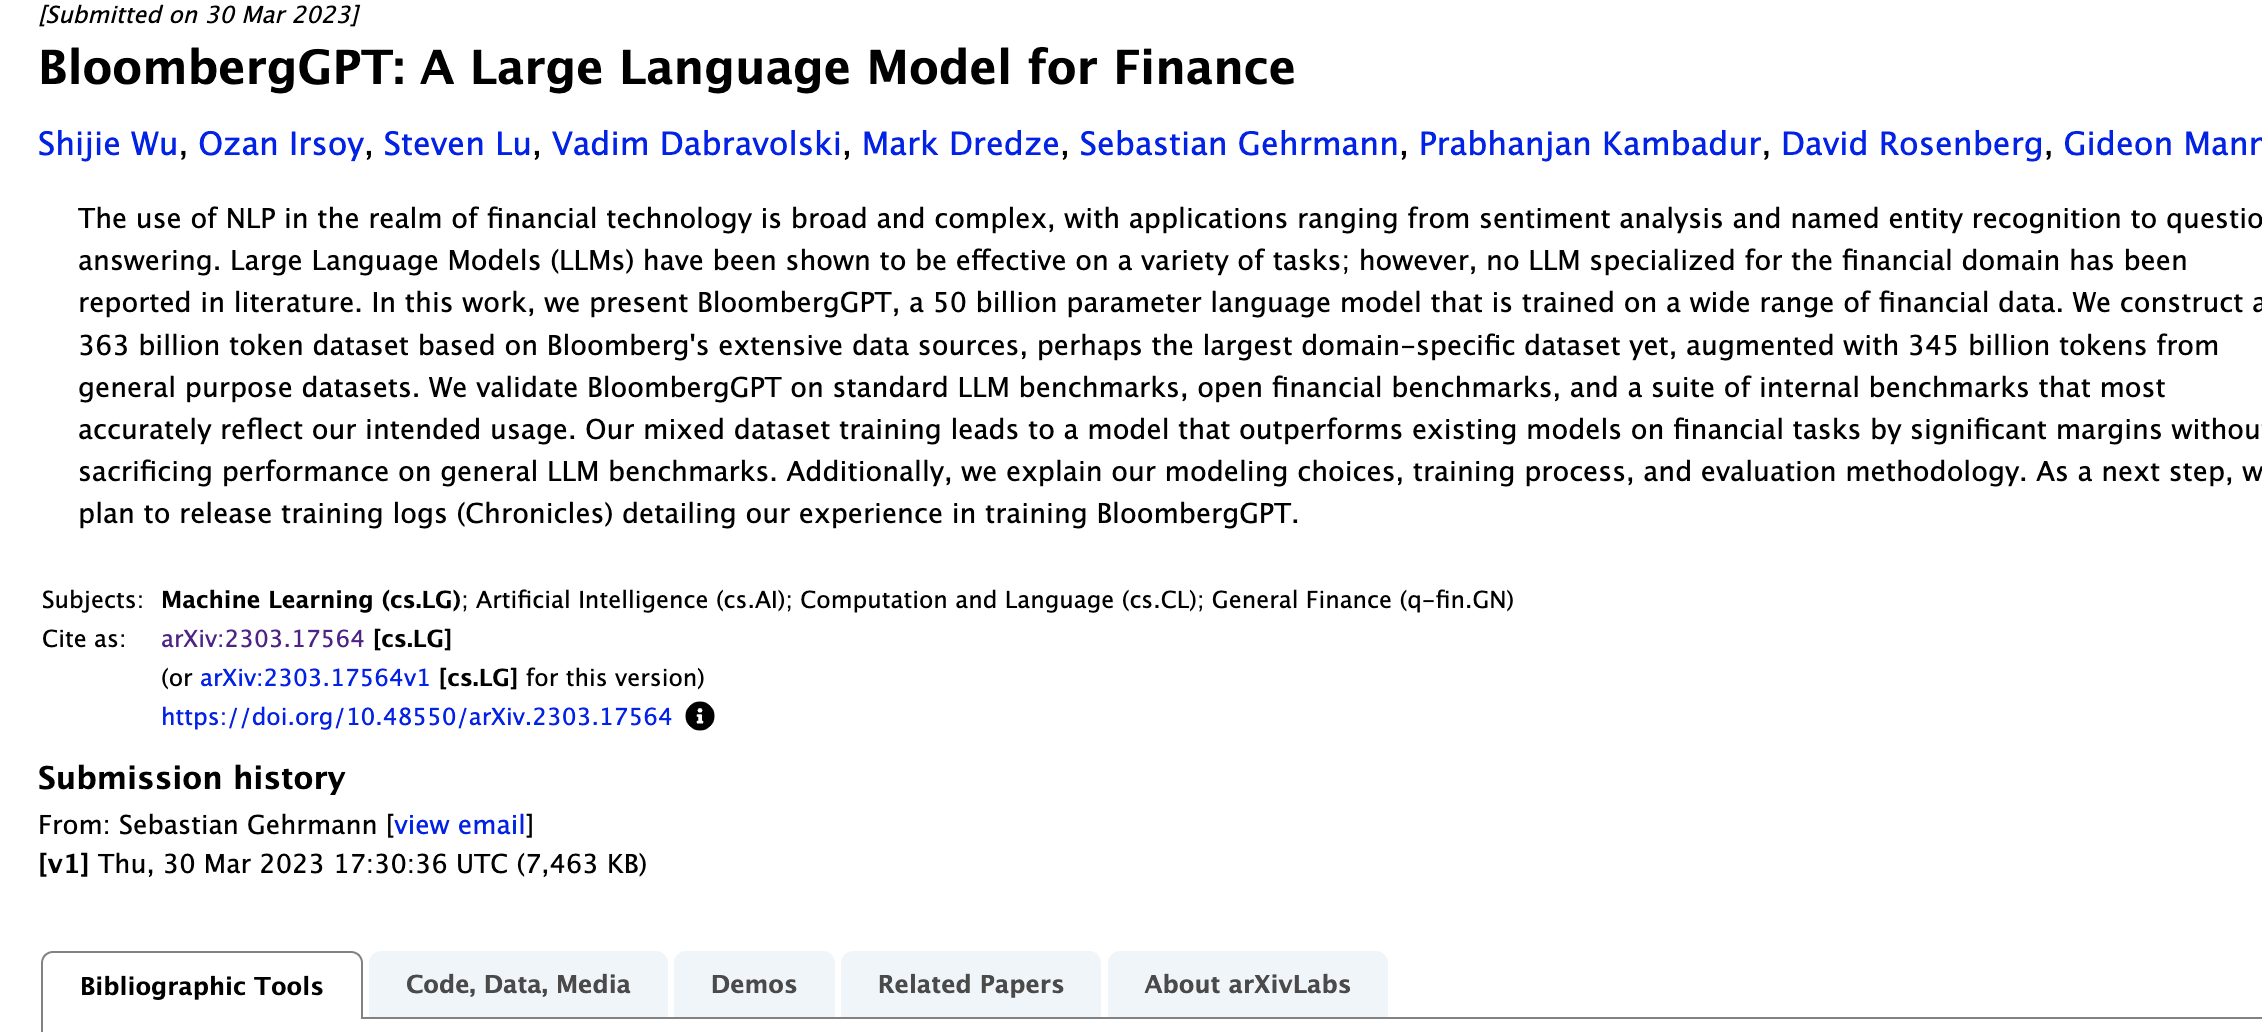 [Submitted on 30 Mar 2023]
BloombergGPT: A Large Language Model for Finance
Shijie Wu, Ozan Irsoy, Steven Lu, Vadim Dabravolski, Mark Dredze, Sebastian Gehrmann, Prabhanjan Kambadur, David Rosenberg, Gideon Mann
The use of NLP in the realm of financial technology is broad and complex, with applications ranging from sentiment analysis and named entity recognition to questio
answering. Large Language Models (LLMs) have been shown to be effective on a variety of tasks; however, no LLM specialized for the financial domain has been
reported in literature. In this work, we present BloombergGPT, a 50 billion parameter language model that is trained on a wide range of financial data. We construct a
363 billion token dataset based on Bloomberg's extensive data sources, perhaps the largest domain-specific dataset yet, augmented with 345 billion tokens from
general purpose datasets. We validate BloombergGPT on standard LLM benchmarks, open financial benchmarks, and a suite of internal benchmarks that most
accurately reflect our intended usage. Our mixed dataset training leads to a model that outperforms existing models on financial tasks by significant margins withou
sacrificing performance on general LLM benchmarks. Additionally, we explain our modeling choices, training process, and evaluation methodology. As a next step, w
plan to release training logs (Chronicles) detailing our experience in training BloombergGPT.
Subjects: Machine Learning (cs.LG); Artificial Intelligence (cs.AI); Computation and Language (cs.CL); General Finance (q-fin.GN)
Cite as: arXiv:2303.17564 [cs.LG]
(or arXiv:2303.17564v1 [cs.LG] for this version)
https://doi.org/10.48550/arXiv.2303.17564
Submission history
From: Sebastian Gehrmann [view email]
[v1] Thu, 30 Mar 2023 17:30:36 UTC (7,463 KB)
Bibliographic Tools
Code, Data, Media
Demos
Related Papers
About arXivLabs